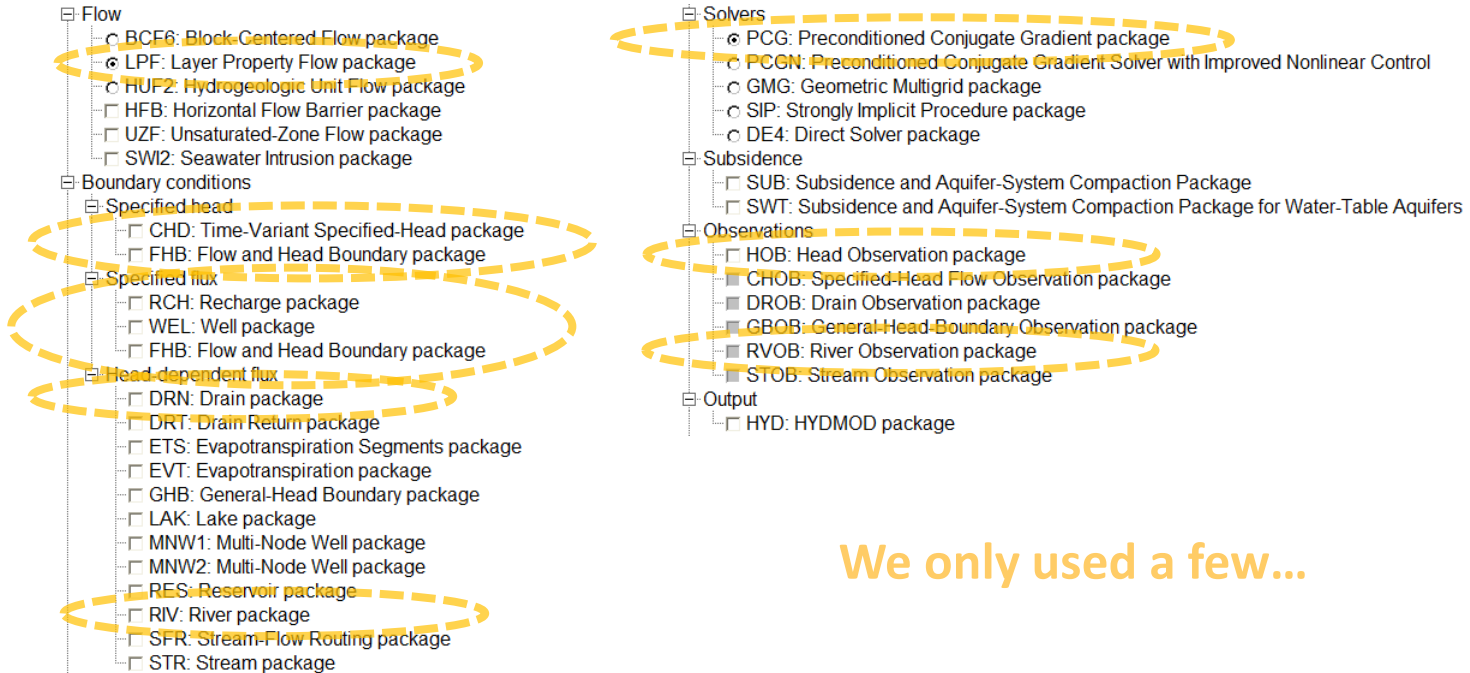 Flow
BCF6: Block-Centered Flow package
LPF: Layer Property Flow package
HUF2: Hydrogeologic Unit Flow package
HFB: Horizontal Flow Barrier package
UZF: Unsaturated-Zone Flow package
SWI2: Seawater Intrusion package
Boundary conditions
Specified head
CHD: Time-Variant Specified-Head package
FHB: Flow and Head Boundary package
Specified flux
RCH: Recharge package
WEL: Well package
FHB: Flow and Head Boundary package
Head-dependent flux
DRN: Drain package
DRT: Drain Return package
ETS: Evapotranspiration Segments package
EVT: Evapotranspiration package
GHB: General-Head Boundary package
LAK: Lake package
MNW1: Multi-Node Well package
MNW2: Multi-Node Well package
RES: Reservoir package
RIV: River package
SFR: Stream-Flow Routing package
STR: Stream package
Solvers
PCG: Preconditioned Conjugate Gradient package
PCGN: Preconditioned Conjugate Gradient Solver with Improved Nonlinear Control
GMG: Geometric Multigrid package
SIP: Strongly Implicit Procedure package
DE4: Direct Solver package
Subsidence
SUB: Subsidence and Aquifer-System Compaction Package
SWT: Subsidence and Aquifer-System Compaction Package for Water-Table Aquifers
Observations
HOB: Head Observation package
CHOB: Specified-Head Flow Observation package
DROB: Drain Observation package
GBOB: General-Head-Boundary Observation package
RVOB: River Observation package
STOB: Stream Observation package
Output
HYD: HYDMOD package
We only used a few…